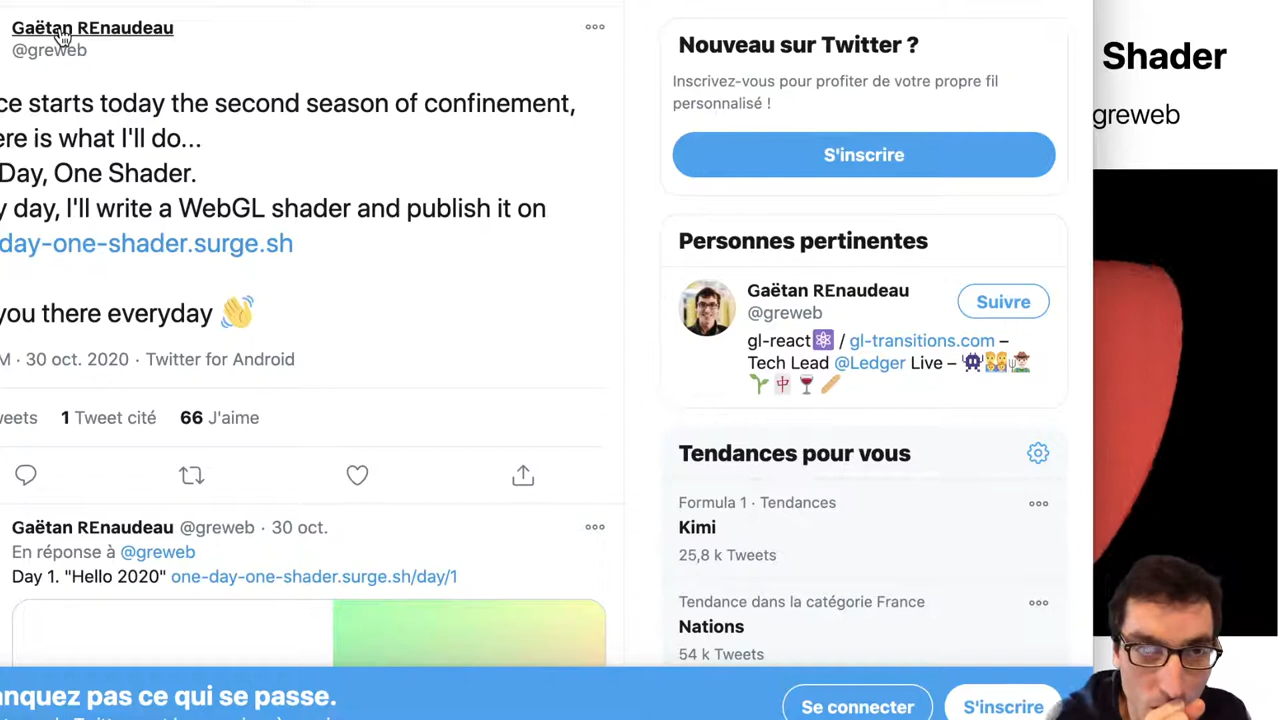 Gaëtan REnaudeau
@greweb
ce starts today the second season of confinement,
ere is what I'll do...
Day, One Shader.
y day, I'll write a WebGL shader and publish it on
day-one-shader.surge.sh
you there everyday 👋
M · 30 oct. 2020 · Twitter for Android
weets 1 Tweet cité 66 J'aime
Gaëtan REnaudeau @greweb · 30 oct.
En réponse à @greweb
Day 1. "Hello 2020" one-day-one-shader.surge.sh/day/1
anquez pas ce qui se passe.
Se connecter
S'inscrire
Nouveau sur Twitter ?
Inscrivez-vous pour profiter de votre propre fil
personnalisé !
S'inscrire
Personnes pertinentes
Gaëtan REnaudeau
@greweb
Suivre
gl-react⚛ / gl-transitions.com –
Tech Lead @Ledger Live –
中
Tendances pour vous
Formula 1 · Tendances
Kimi
25,8 k Tweets
Tendance dans la catégorie France
Nations
54 k Tweets
Shader
greweb